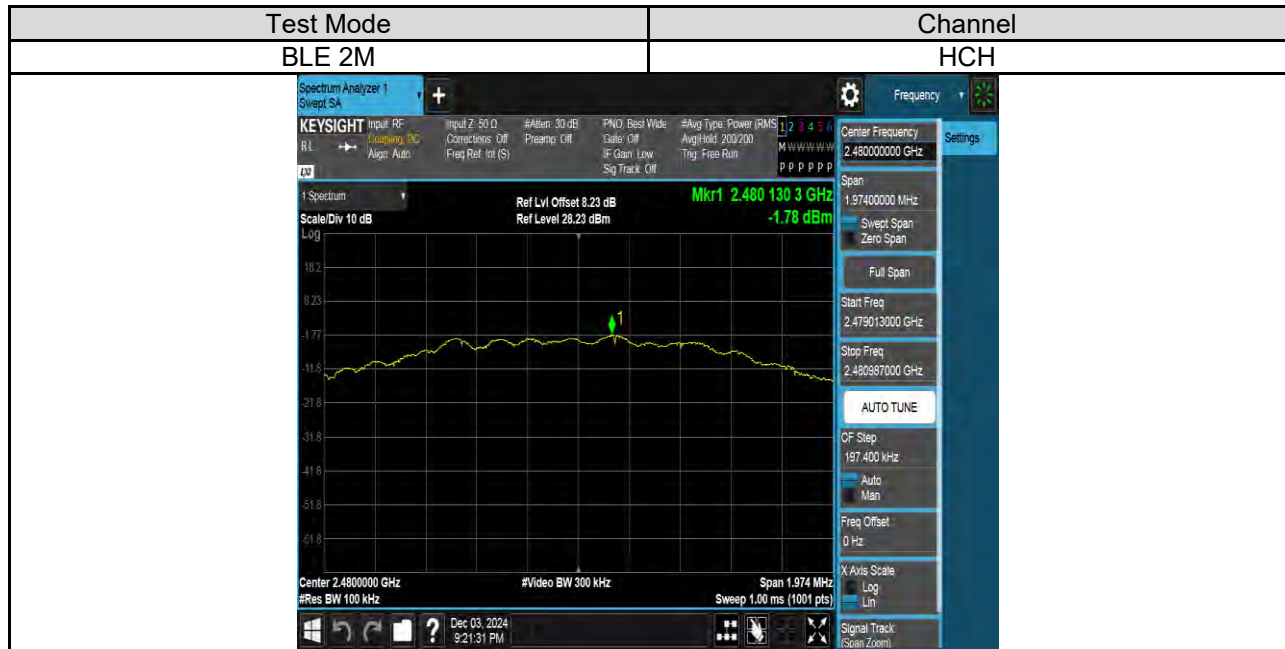 Test Mode Channel
BLE 2M HCH
Spectrum Analyzer 1
Swept SA
Frequency
KEYSIGHT Input: RF Input Z: 50 Ω #Atten: 30 dB PNO: Best Wide #Avg Type: Power (RMS 1 2 3 4 5 6
RL Coupling: DC Corrections: Off Preamp: Off Gate: Off Avg|Hold: 200/200 M W W W W W
Align: Auto Freq Ref: Int (S) IF Gain: Low Trig: Free Run
Sig Track: Off P P P P P P
Center Frequency
2.480000000 GHz
Settings
1 Spectrum
Scale/Div 10 dB
Ref Lvl Offset 8.23 dB
Ref Level 28.23 dBm
Mkr1 2.480 130 3 GHz
-1.78 dBm
Log
18.2
8.23
-1.77
-11.8
-21.8
-31.8
-41.8
-51.8
-61.8
1
Center 2.4800000 GHz #Video BW 300 kHz Span 1.974 MHz
#Res BW 100 kHz Sweep 1.00 ms (1001 pts)
Span
1.97400000 MHz
Swept Span
Zero Span
Full Span
Start Freq
2.479013000 GHz
Stop Freq
2.480987000 GHz
AUTO TUNE
CF Step
197.400 kHz
Auto
Man
Freq Offset
0 Hz
X Axis Scale
Log
Lin
Signal Track
(Span Zoom)
?
Dec 03, 2024
9:21:31 PM